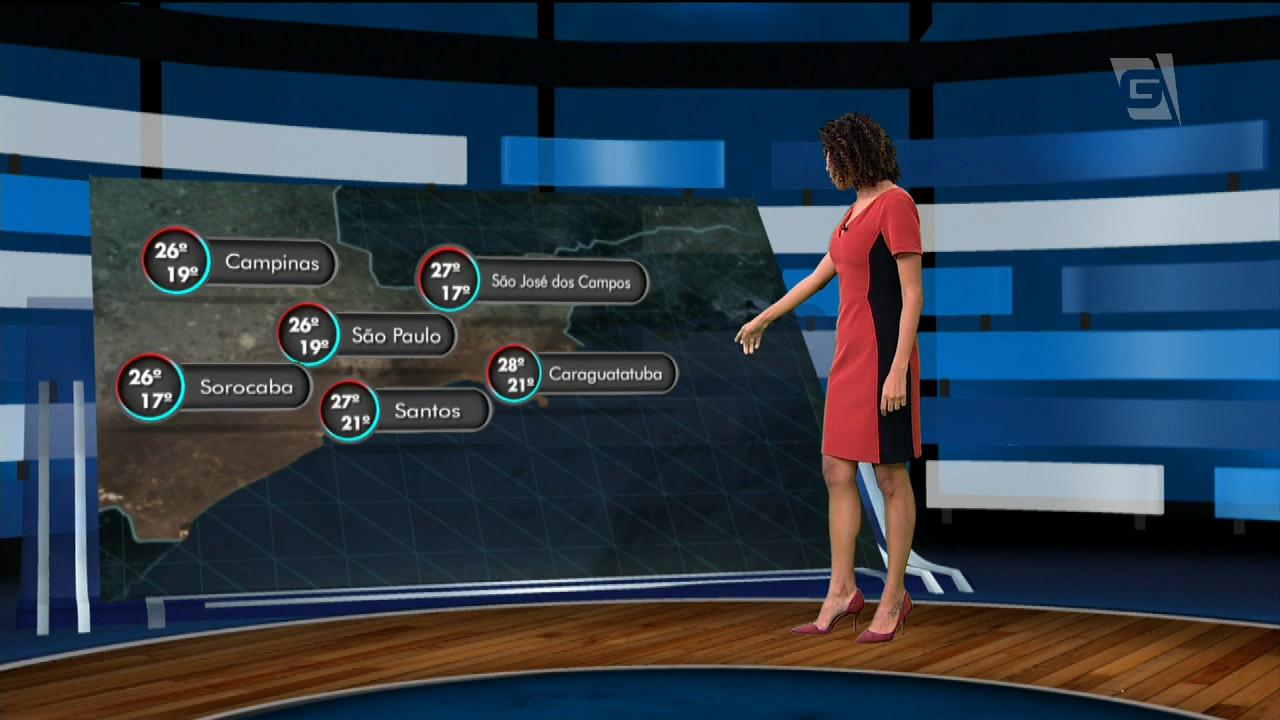 26º
19º
Campinas
27º
17º
São José dos Campos
26º
19º
São Paulo
28º
21º
Caraguatatuba
26º
17º
Sorocaba
27º
21º
Santos
G